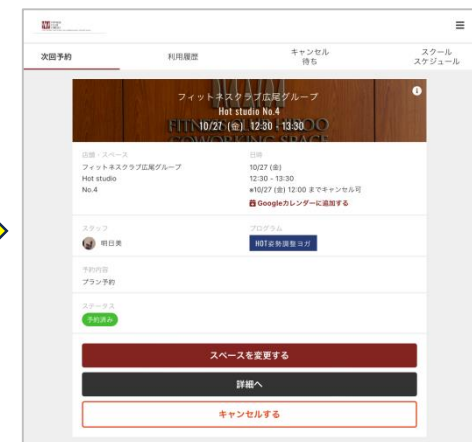 次回予約
利用履歴
キャンセル
待ち
スクール
スケジュール
フィットネスクラブ広尾グループ
Hot studio No.4
10/27 (金) 12:30 - 13:30
店舗・スペース
フィットネスクラブ広尾グループ
Hot studio
No.4
日時
10/27 (金)
12:30 - 13:30
※10/27 (金) 12:00 までキャンセル可
Googleカレンダーに追加する
スタッフ
明日美
プログラム
HOT姿勢調整ヨガ
予約内容
プラン予約
ステータス
予約済み
スペースを変更する
詳細へ
キャンセルする